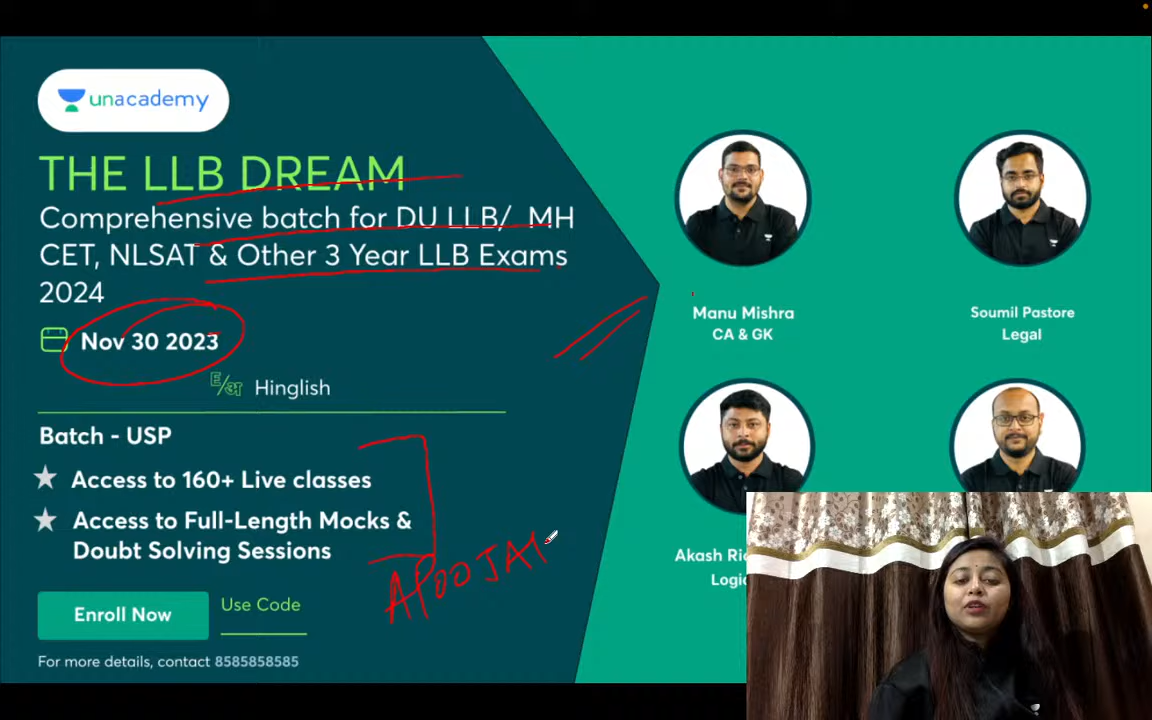 unacademy
THE LLB DREAM
Comprehensive batch for DU LLB/ MH
CET, NLSAT & Other 3 Year LLB Exams
2024
Nov 30 2023
E/अ Hinglish
Batch - USP
Access to 160+ Live classes
Access to Full-Length Mocks &
Doubt Solving Sessions
Enroll Now
Use Code
APOOJA1
For more details, contact 8585858585
Manu Mishra
CA & GK
Soumil Pastore
Legal
Akash